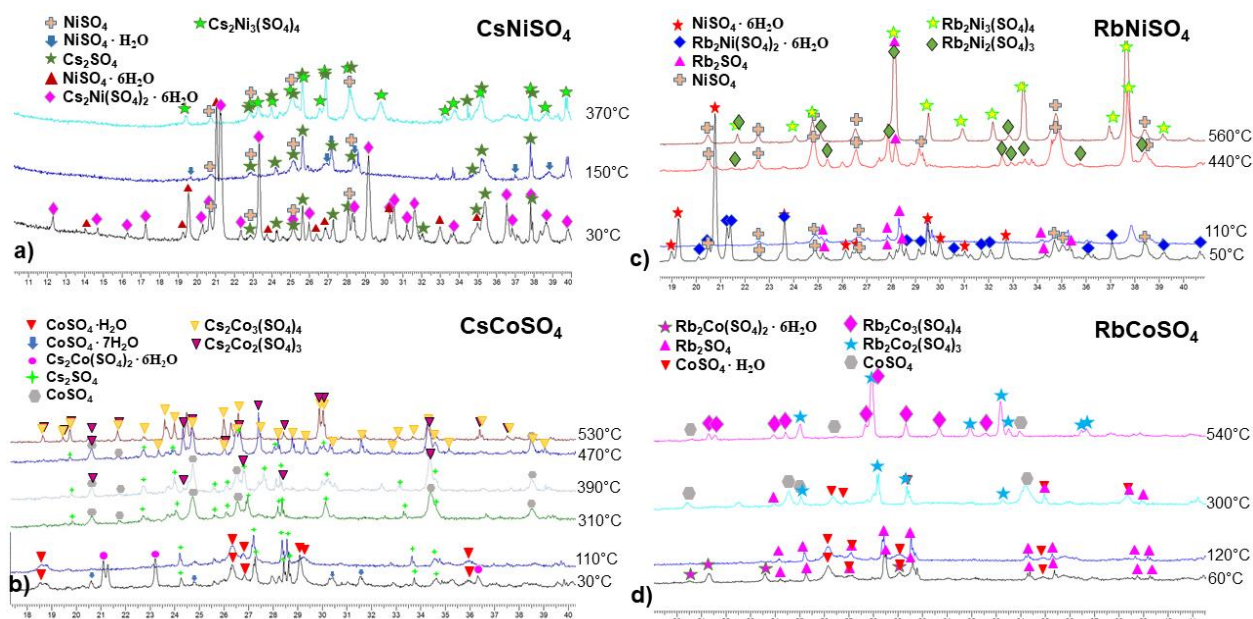 CsNiSO₄
NiSO₄
NiSO₄ · H₂O
Cs₂SO₄
NiSO₄ · 6H₂O
Cs₂Ni(SO₄)₂ · 6H₂O
Cs₂Ni₃(SO₄)₄
370°C
150°C
30°C
a)
11 12 13 14 15 16 17 18 19 20 21 22 23 24 25 26 27 28 29 30 31 32 33 34 35 36 37 38 39 40
RbNiSO₄
NiSO₄ · 6H₂O
Rb₂Ni(SO₄)₂ · 6H₂O
Rb₂SO₄
NiSO₄
Rb₂Ni₃(SO₄)₄
Rb₂Ni₂(SO₄)₃
560°C
440°C
110°C
50°C
c)
19 20 21 22 23 24 25 26 27 28 29 30 31 32 33 34 35 36 37 38 39 40
CsCoSO₄
CoSO₄ ·H₂O
CoSO₄ · 7H₂O
Cs₂Co(SO₄)₂ · 6H₂O
Cs₂SO₄
CoSO₄
Cs₂Co₃(SO₄)₄
Cs₂Co₂(SO₄)₃
530°C
470°C
390°C
310°C
110°C
30°C
b)
18 19 20 21 22 23 24 25 26 27 28 29 30 31 32 33 34 35 36 37 38 39 40
RbCoSO₄
Rb₂Co(SO₄)₂ · 6H₂O
Rb₂SO₄
CoSO₄ · H₂O
Rb₂Co₃(SO₄)₄
Rb₂Co₂(SO₄)₃
CoSO₄
540°C
300°C
120°C
60°C
d)